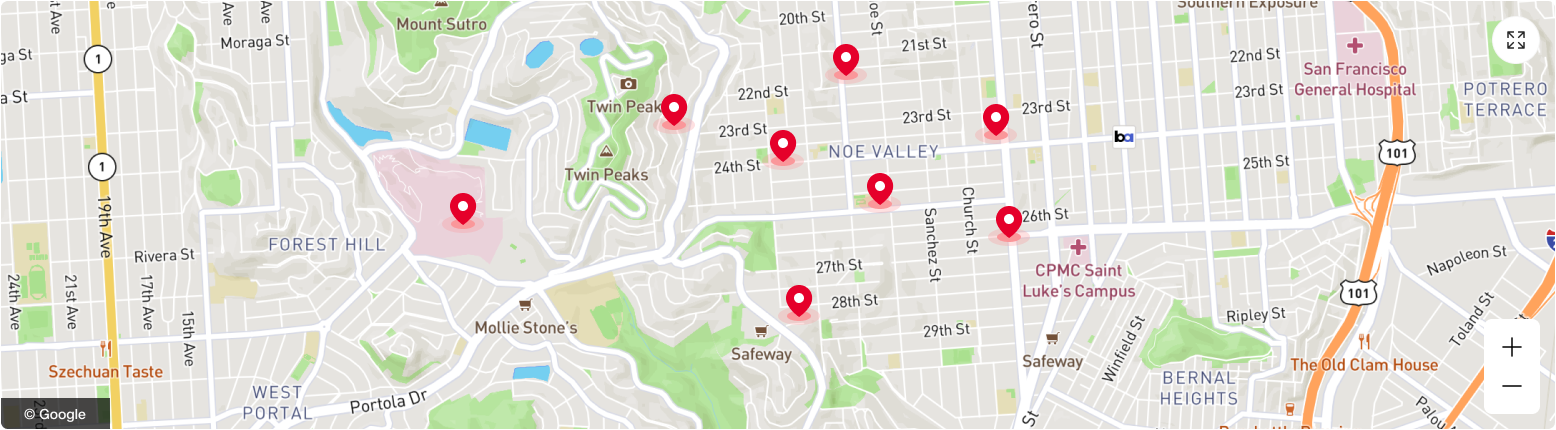 Mount Sutro
20th St
Southern Exposure
Moraga St
21st St
22nd St
1
San Francisco
General Hospital
22nd St
23rd St
23rd St
23rd St
POTRERO
TERRACE
Twin Peak
23rd St
NOE VALLEY
ba
101
24th St
25th St
1
Twin Peaks
19th Ave
Church St
Sanchez St
26th St
FOREST HILL
Rivera St
27th St
CPMC Saint
Luke's Campus
Napoleon St
24th Ave
21st Ave
17th Ave
15th Ave
28th St
101
Mollie Stone's
29th St
Ripley St
Toland St
Winfield St
Safeway
Safeway
The Old Clam House
Szechuan Taste
WEST
PORTAL
Portola Dr
BERNAL
HEIGHTS
© Google
St
Palou